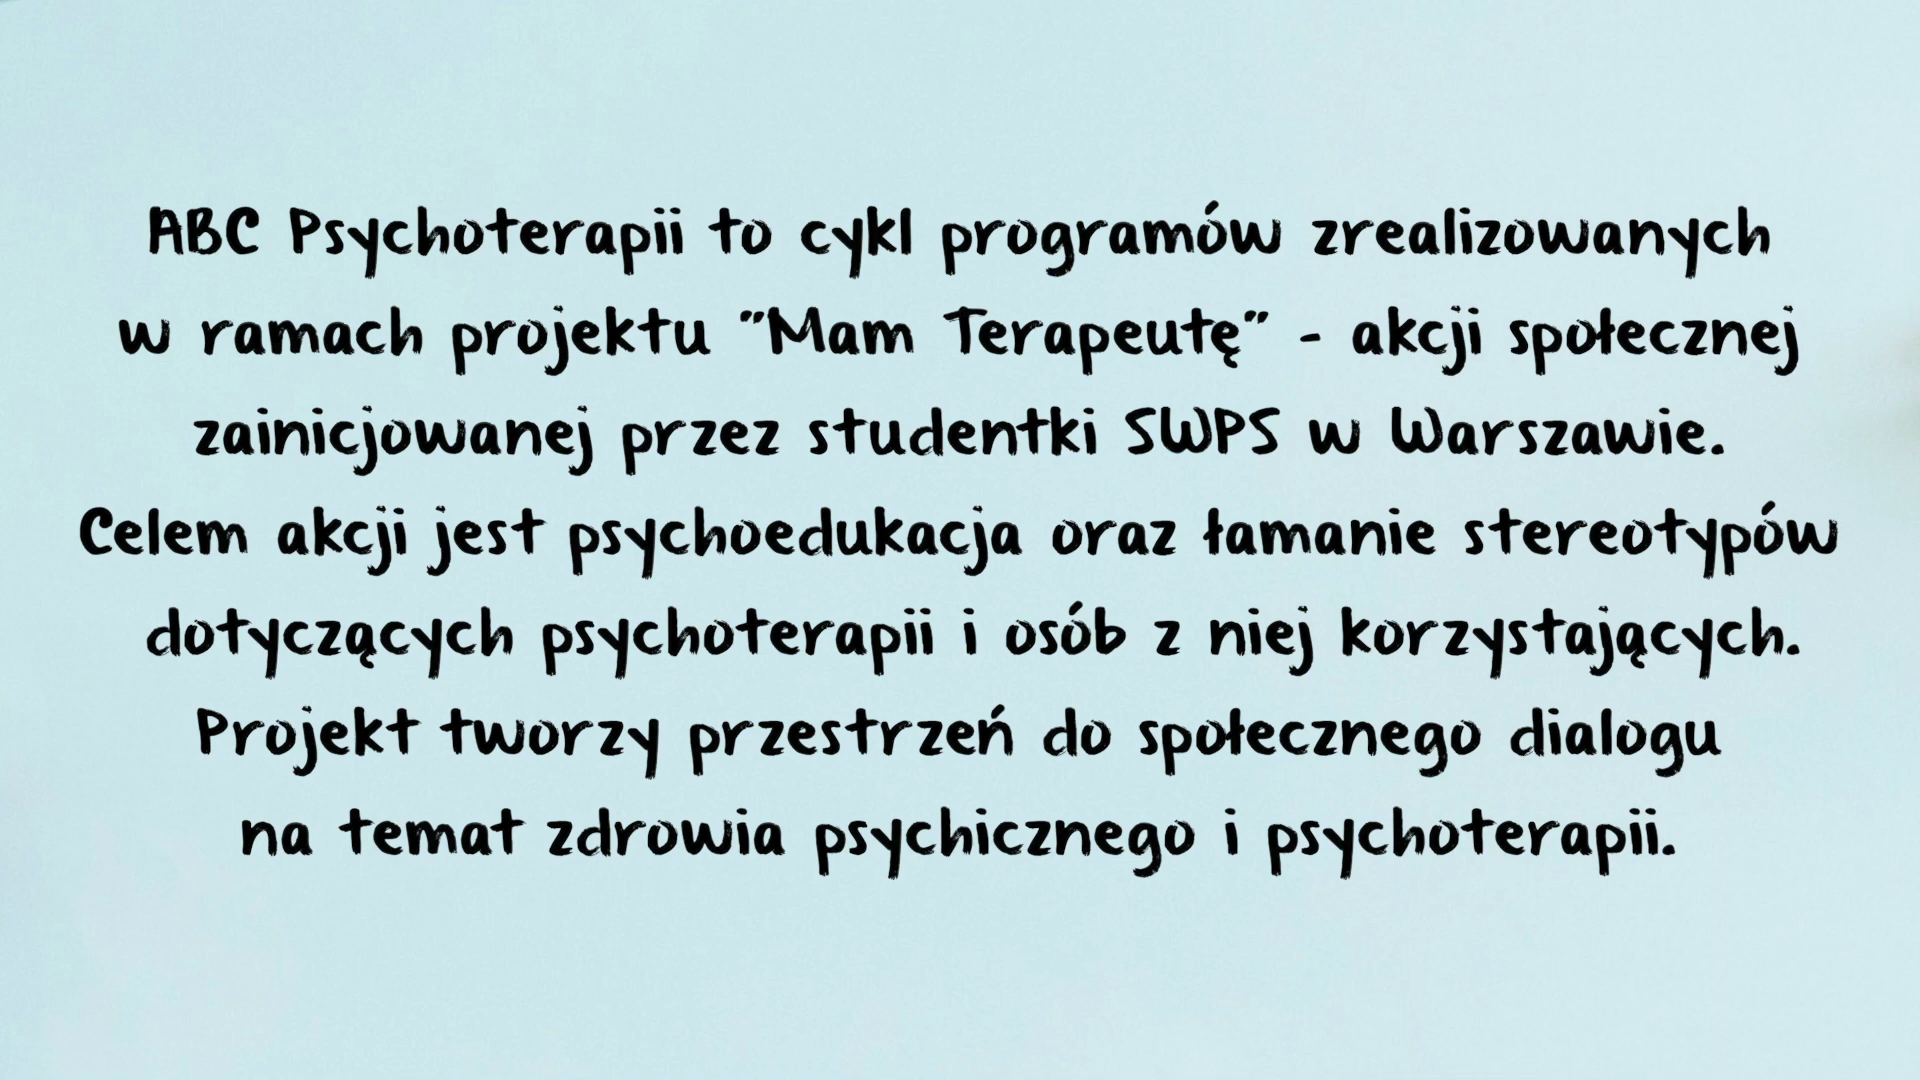 ABC Psychoterapii to cykl programów zrealizowanych
w ramach projektu "Mam Terapeutę" - akcji społecznej
zainicjowanej przez studentki SWPS w Warszawie.
Celem akcji jest psychoedukacja oraz łamanie stereotypów
dotyczących psychoterapii i osób z niej korzystających.
Projekt tworzy przestrzeń do społecznego dialogu
na temat zdrowia psychicznego i psychoterapii.